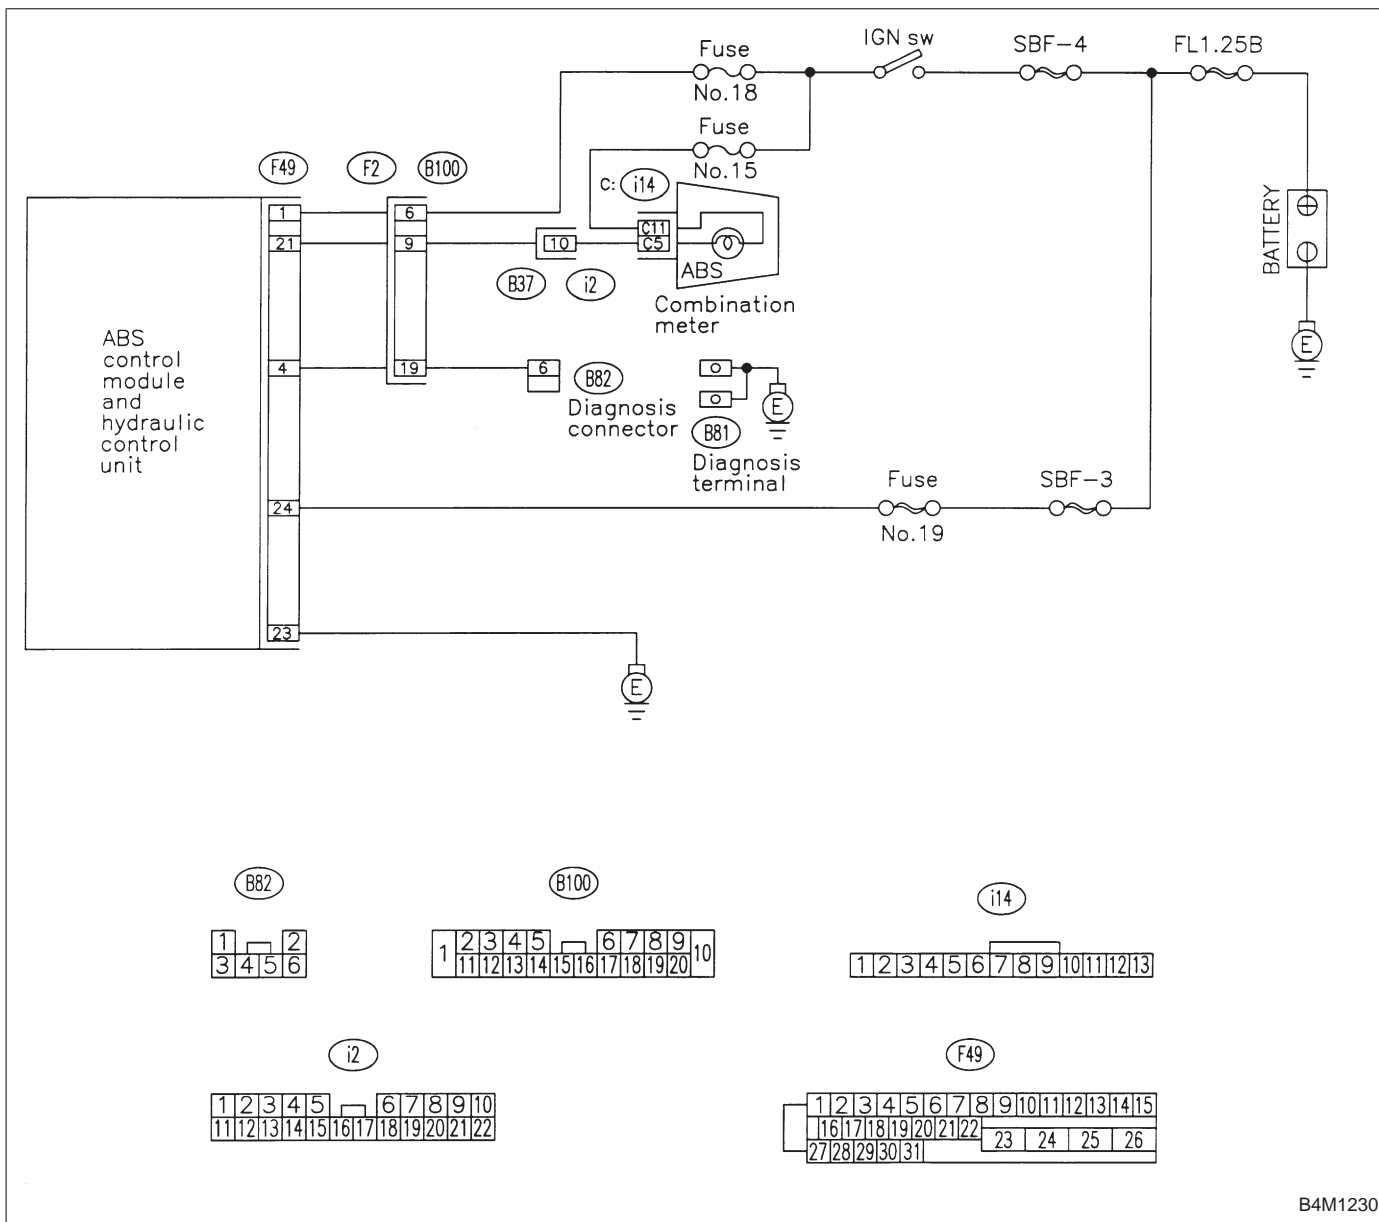 Fuse
No.18
IGN sw
SBF-4
FL1.25B
Fuse
No.15
F49
F2
B100
c: i14
1
6
C11
21
9
10
C5
ABS
B37
i2
Combination
meter
BATTERY
E
ABS
control
module
and
hydraulic
control
unit
4
19
6
B82
Diagnosis
connector
E
B81
Diagnosis
terminal
Fuse
No.19
SBF-3
24
23
E
B82
1 2
3 4 5 6
B100
1 2 3 4 5 6 7 8 9 10
11 12 13 14 15 16 17 18 19 20
i14
1 2 3 4 5 6 7 8 9 10 11 12 13
i2
1 2 3 4 5 6 7 8 9 10
11 12 13 14 15 16 17 18 19 20 21 22
F49
1 2 3 4 5 6 7 8 9 10 11 12 13 14 15
16 17 18 19 20 21 22 23 24 25 26
27 28 29 30 31
B4M1230